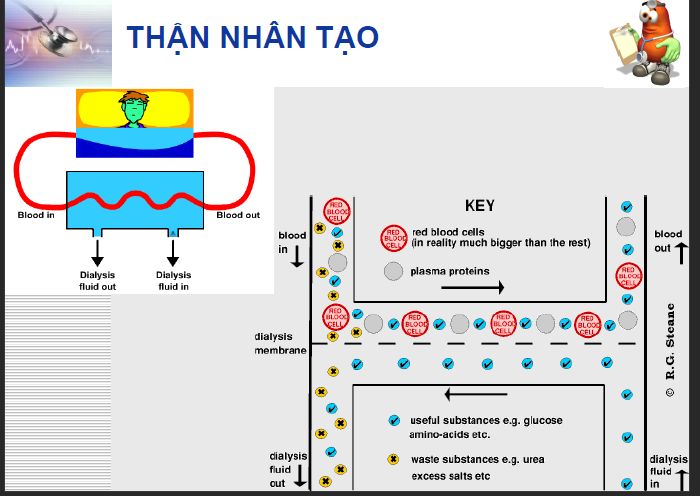 THẬN NHÂN TẠO
Blood in
Blood out
Dialysis
fluid out
Dialysis
fluid in
KEY
RED
BLOOD
CELL
red blood cells
(in reality much bigger than the rest)
plasma proteins
blood
in
RED
BLOOD
CELL
blood
out
RED
BLOOD
CELL
RED
BLOOD
CELL
RED
BLOOD
CELL
RED
BLOOD
CELL
RED
BLOOD
CELL
dialysis
membrane
© R.G. Steane
useful substances e.g. glucose
amino-acids etc.
waste substances e.g. urea
excess salts etc
dialysis
fluid
out
dialysis
fluid
in